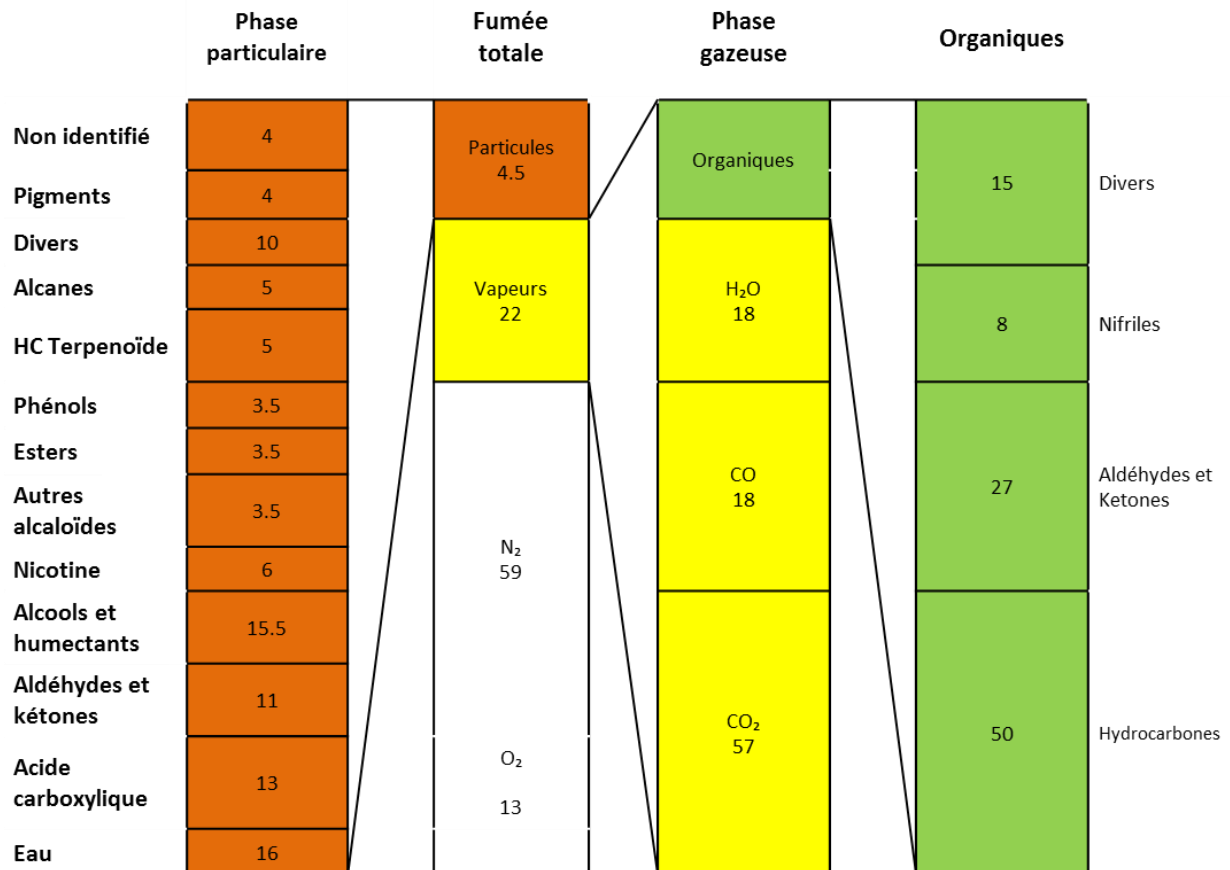 Phase
particulaire
Fumée
totale
Phase
gazeuse
Organiques
Non identifié
4
Particules
4.5
Organiques
15
Divers
Pigments
4
Divers
10
Alcanes
5
Vapeurs
22
H₂O
18
8
Nifriles
HC Terpenoïde
5
Phénols
3.5
Esters
3.5
CO
18
27
Aldéhydes et
Ketones
Autres
alcaloïdes
3.5
N₂
59
Nicotine
6
Alcools et
humectants
15.5
Aldéhydes et
kétones
11
CO₂
57
50
Hydrocarbones
Acide
carboxylique
13
O₂
13
Eau
16